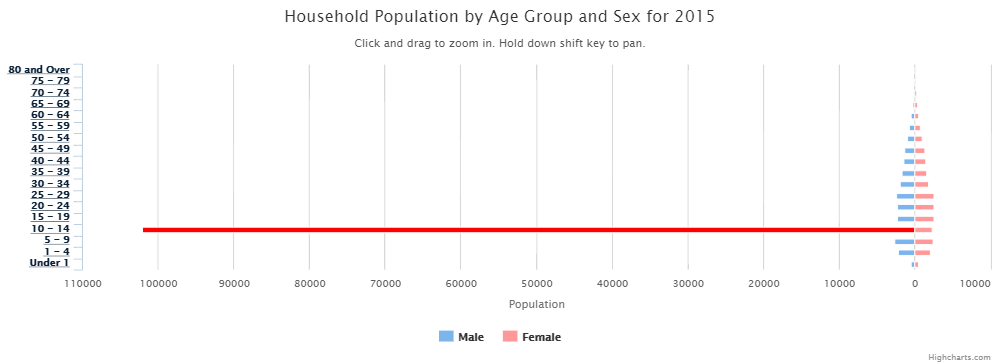 Household Population by Age Group and Sex for 2015
Click and drag to zoom in. Hold down shift key to pan.
80 and Over
75 - 79
70 - 74
65 - 69
60 - 64
55 - 59
50 - 54
45 - 49
40 - 44
35 - 39
30 - 34
25 - 29
20 - 24
15 - 19
10 - 14
5 - 9
1 - 4
Under 1
110000 100000 90000 80000 70000 60000 50000 40000 30000 20000 10000 0 10000
Population
Male Female
Highcharts.com